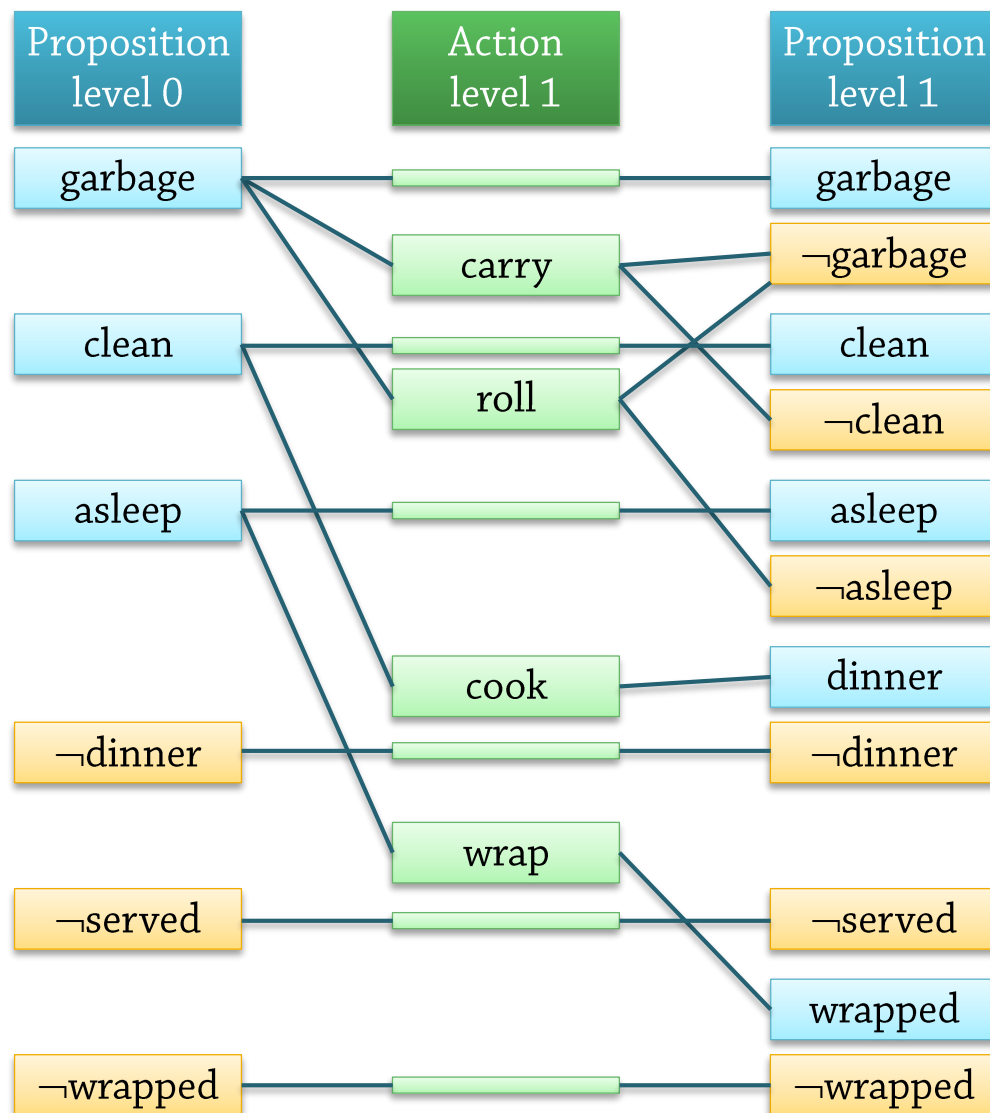 Proposition
level 0
Action
level 1
Proposition
level 1
garbage
garbage
carry
¬garbage
clean
clean
roll
¬clean
asleep
asleep
¬asleep
cook
dinner
¬dinner
¬dinner
wrap
¬served
¬served
wrapped
¬wrapped
¬wrapped